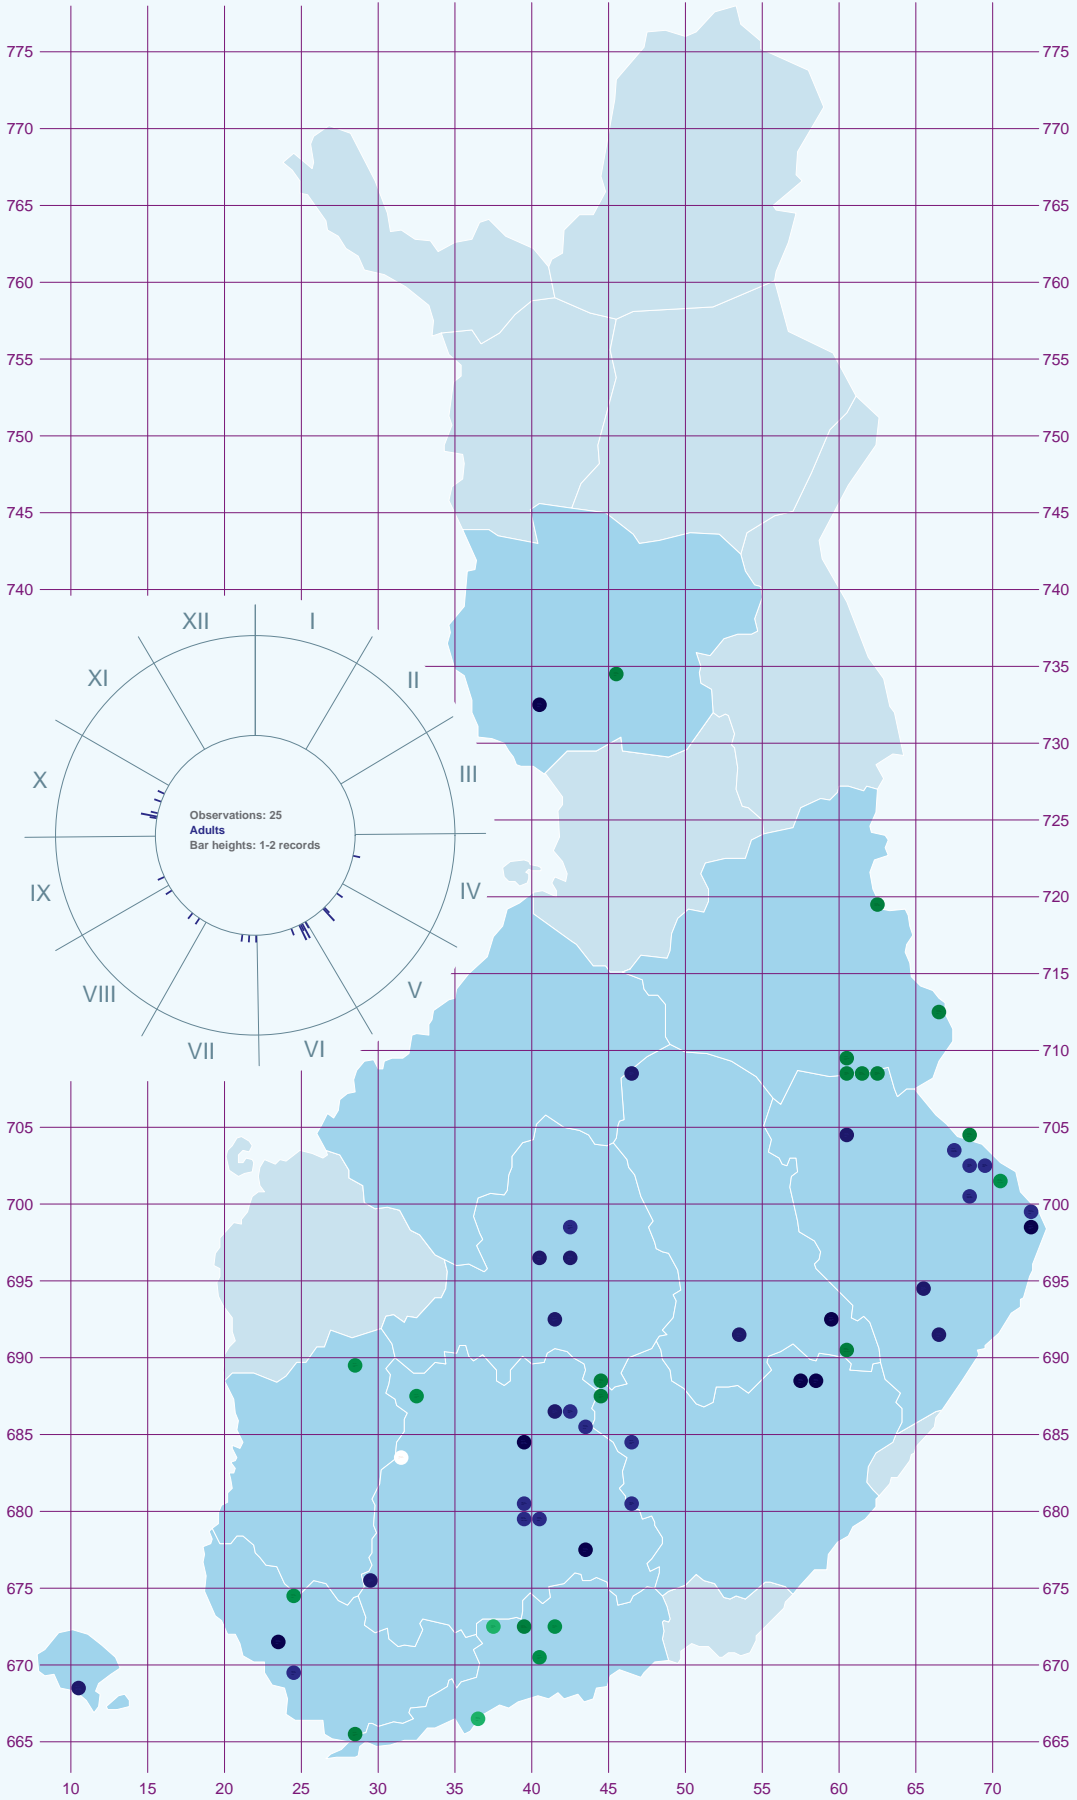 775 775
770 770
765 765
760 760
755 755
750 750
745 745
740 740
XII I
735 735
XI II
730 730
X III
725 725
Observations: 25
Adults
Bar heights: 1-2 records
IX IV
720 720
715 715
VIII V
710 710
VII VI
705 705
700 700
695 695
690 690
685 685
680 680
675 675
670 670
665 665
10 15 20 25 30 35 40 45 50 55 60 65 70